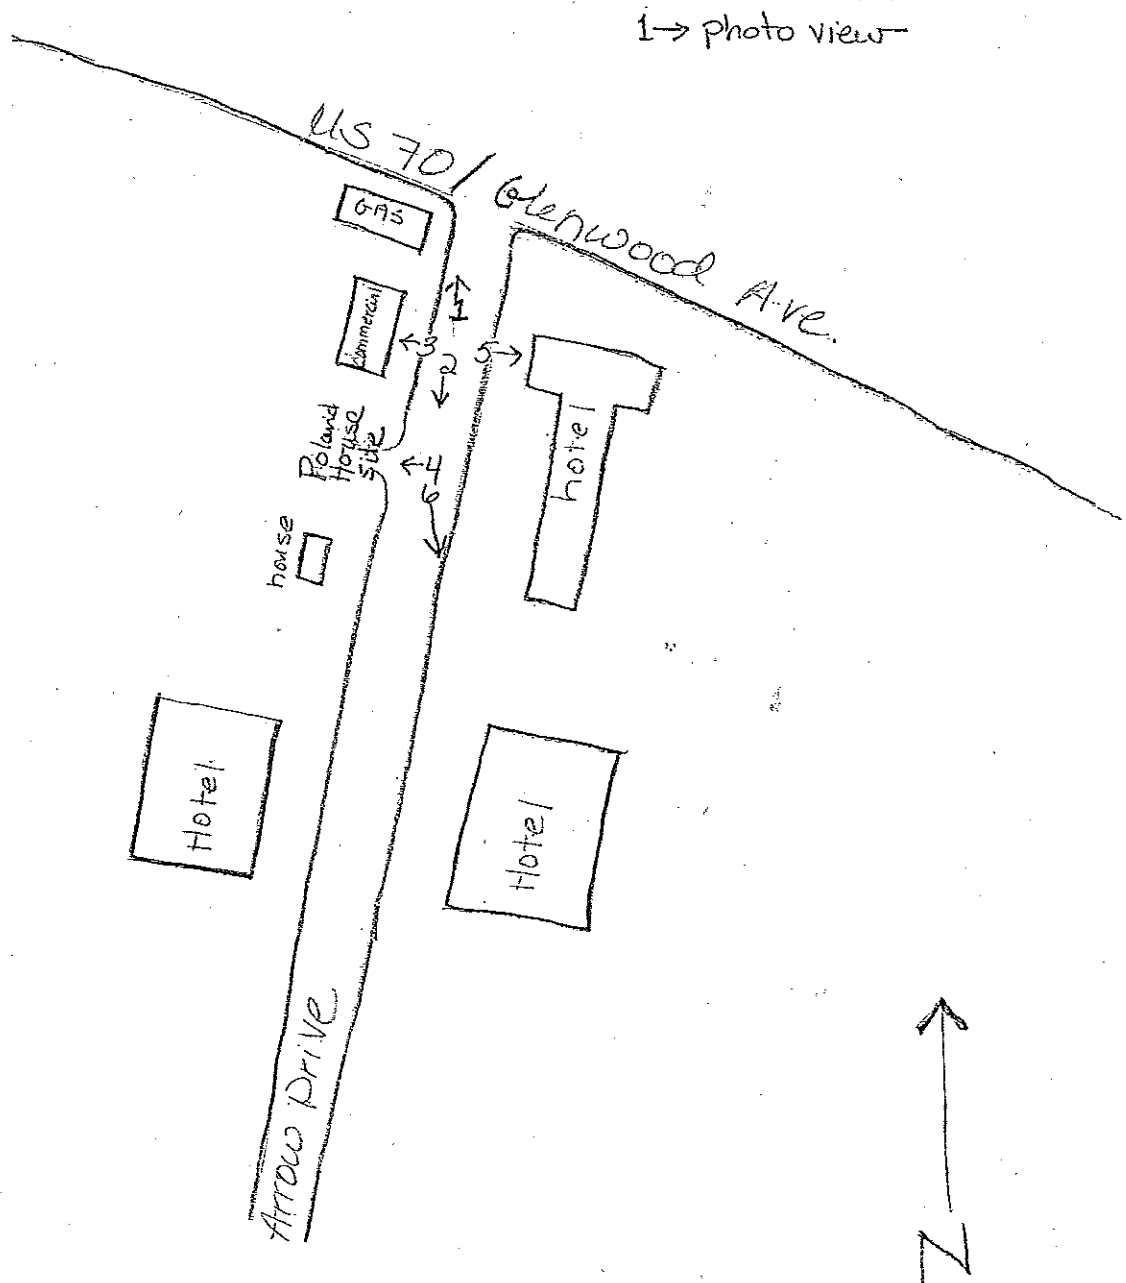 1→ photo view
US 70/ Glenwood Ave.
GAS
Commercial
1
←3
2
5→
hotel
Poland
House
site
←4
6
house
Hotel
Hotel
Arrow Drive
N